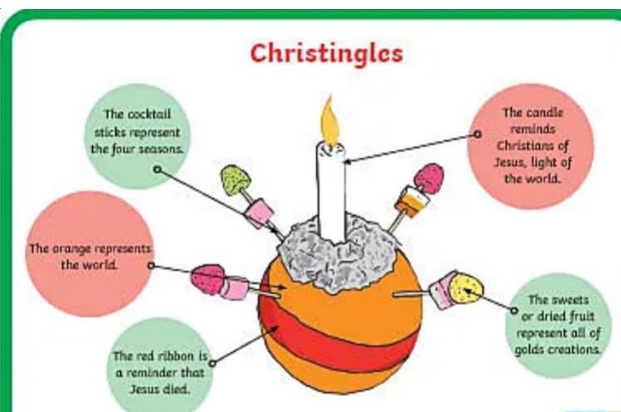 Christingles
The cocktail
sticks represent
the four seasons.
The candle
reminds
Christians of
Jesus, light of
the world.
The orange represents
the world.
The sweets
or dried fruit
represent all of
golds creations.
The red ribbon is
a reminder that
Jesus died.